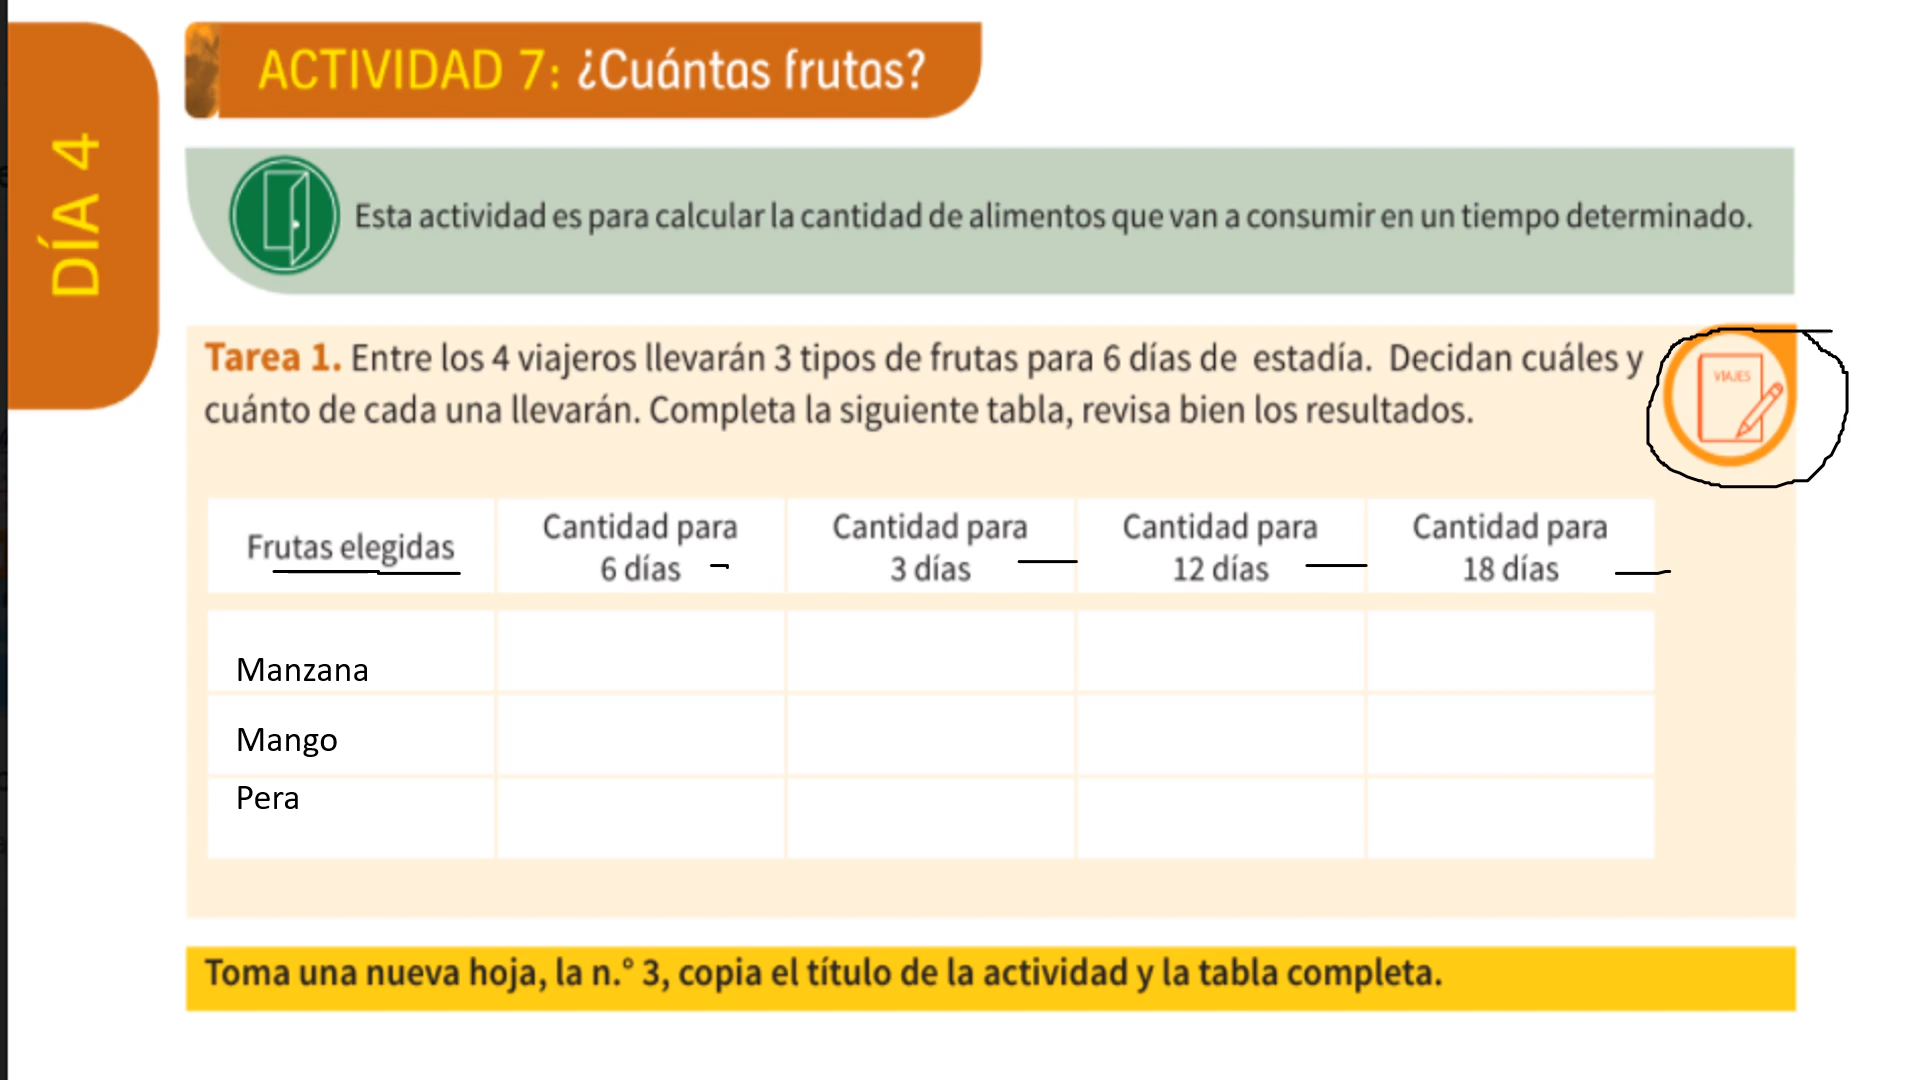 DÍA 4
ACTIVIDAD 7: ¿Cuántas frutas?
Esta actividad es para calcular la cantidad de alimentos que van a consumir en un tiempo determinado.
Tarea 1. Entre los 4 viajeros llevarán 3 tipos de frutas para 6 días de estadía. Decidan cuáles y
cuánto de cada una llevarán. Completa la siguiente tabla, revisa bien los resultados.
VIAJES
Frutas elegidas
Cantidad para
6 días
Cantidad para
3 días
Cantidad para
12 días
Cantidad para
18 días
Manzana
Mango
Pera
Toma una nueva hoja, la n.° 3, copia el título de la actividad y la tabla completa.